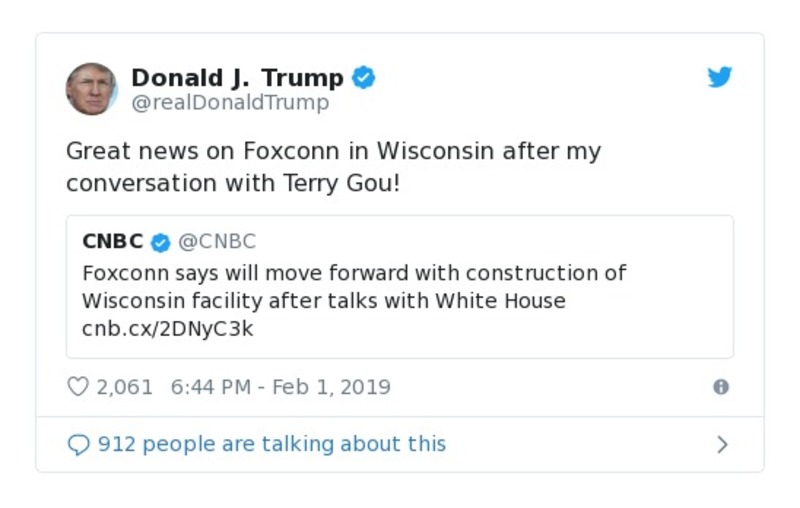 Donald J. Trump
@realDonaldTrump
Great news on Foxconn in Wisconsin after my
conversation with Terry Gou!
CNBC @CNBC
Foxconn says will move forward with construction of
Wisconsin facility after talks with White House
cnb.cx/2DNyC3k
2,061 6:44 PM - Feb 1, 2019
912 people are talking about this